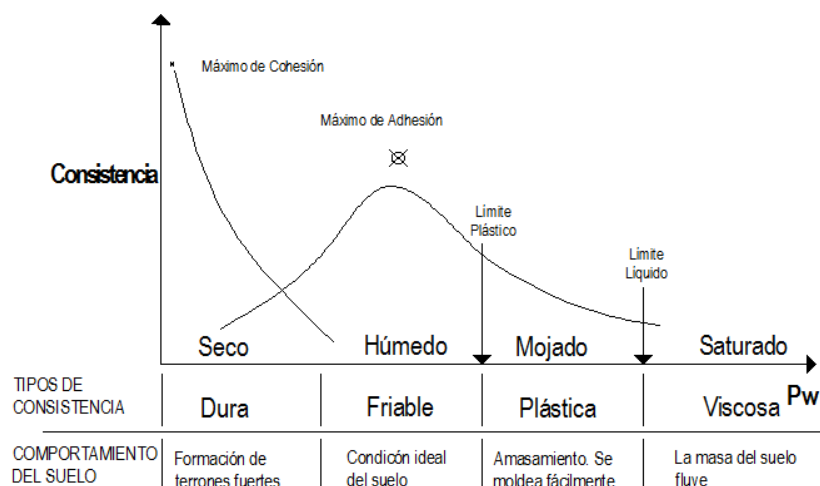 Máximo de Cohesión
Máximo de Adhesión
Consistencia
Limite
Plástico
Limite
Líquido
Seco
Húmedo
Mojado
Saturado
Pw
TIPOS DE
CONSISTENCIA
Dura
Friable
Plástica
Viscosa
COMPORTAMIENTO
DEL SUELO
Formación de
terrones fuertes
Condicón ideal
del suelo
Amasamiento. Se
moldea fácilmente
La masa del suelo
fluye